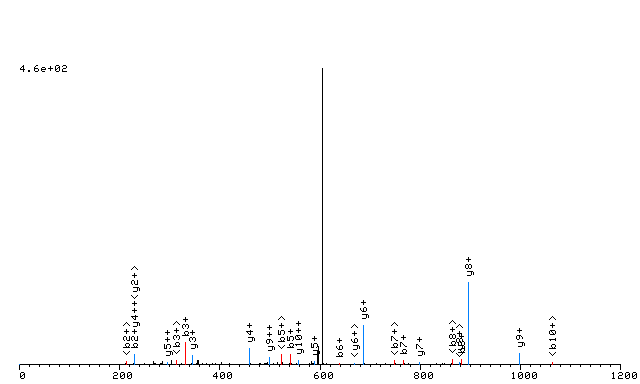 4.6e+02
<b2+>
b2+y4++<y2+>
y5++
<b3+>
b3+
y3+
y4+
y9++
<b5+>
b5+
y10++
y5+
b6+
<y6+>
y6+
<b7+>
b7+
y7+
<b8+>
y8+
y9+
<b10+>
0 200 400 600 800 1000 1200